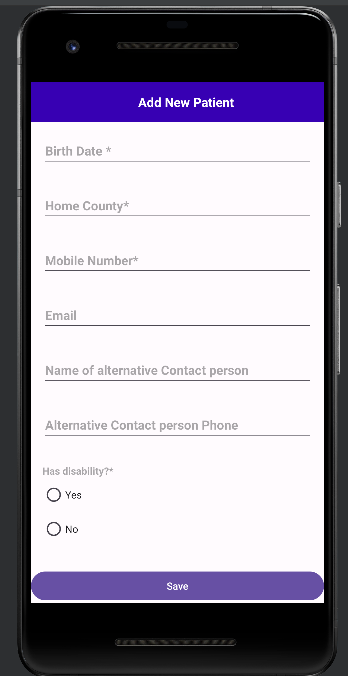 Add New Patient
Birth Date *
Home County*
Mobile Number*
Email
Name of alternative Contact person
Alternative Contact person Phone
Has disability?*
Yes
No
Save